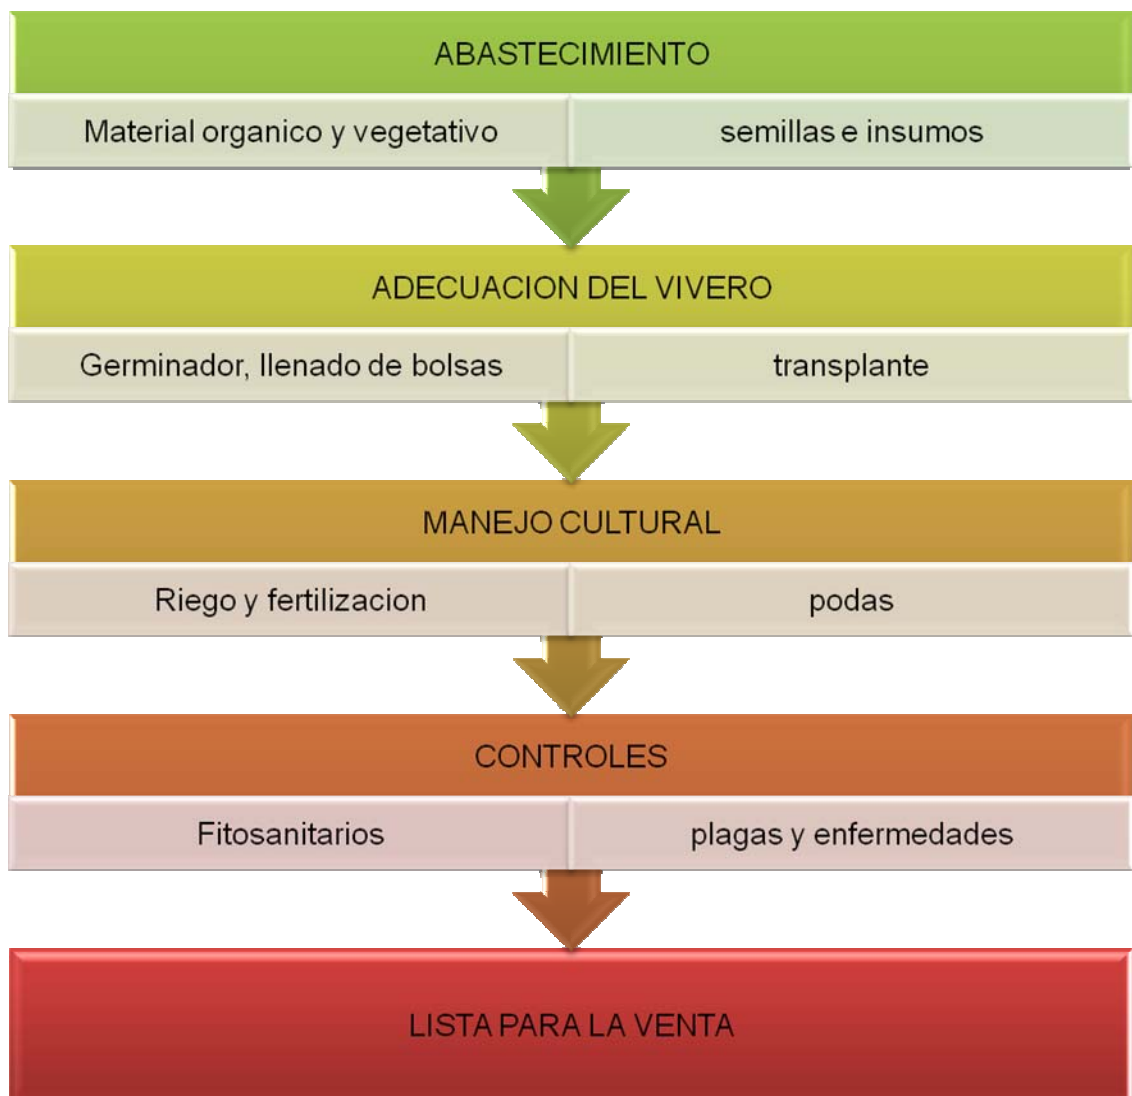 ABASTECIMIENTO
Material organico y vegetativo
semillas e insumos
ADECUACION DEL VIVERO
Germinador, llenado de bolsas
transplante
MANEJO CULTURAL
Riego y fertilizacion
podas
CONTROLES
Fitosanitarios
plagas y enfermedades
LISTA PARA LA VENTA